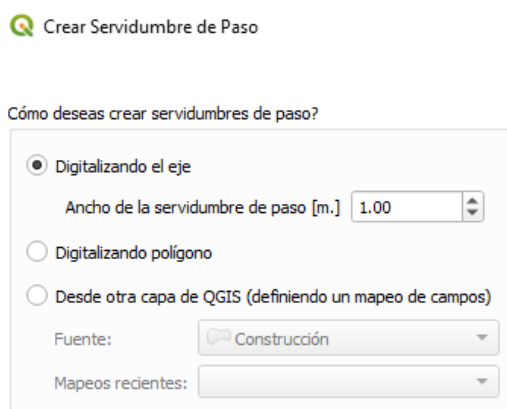 Crear Servidumbre de Paso
Cómo deseas crear servidumbres de paso?
Digitalizando el eje
Ancho de la servidumbre de paso [m.] 1.00
Digitalizando polígono
Desde otra capa de QGIS (definiendo un mapeo de campos)
Fuente: Construcción
Mapeos recientes: